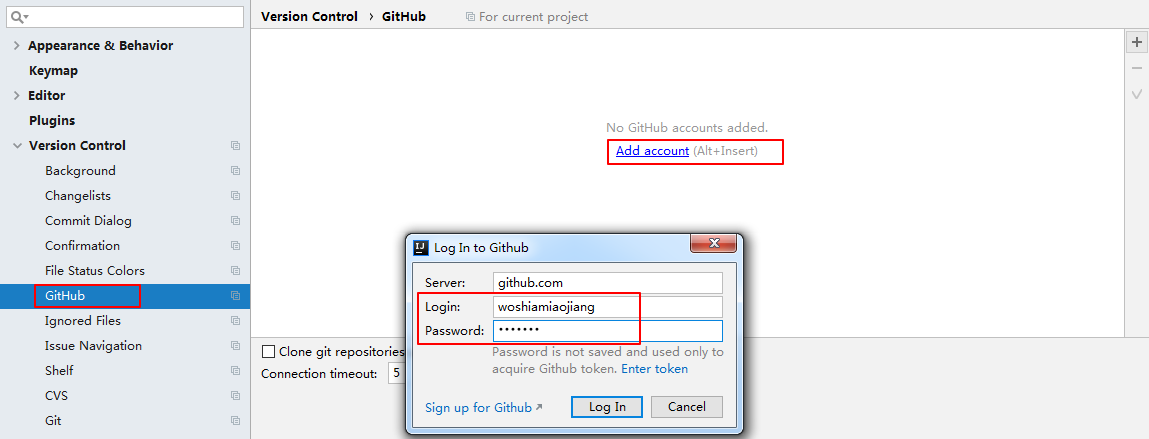 Version Control › GitHub For current project
Appearance & Behavior
Keymap
Editor
Plugins
Version Control
Background
Changelists
Commit Dialog
Confirmation
File Status Colors
GitHub
Ignored Files
Issue Navigation
Shelf
CVS
Git
No GitHub accounts added.
Add account (Alt+Insert)
Clone git repositories
Connection timeout: 5
IJ Log In to Github
Server: github.com
Login: woshiamiaojiang
Password: •••••••
Password is not saved and used only to
acquire Github token. Enter token
Sign up for Github ↗ Log In Cancel